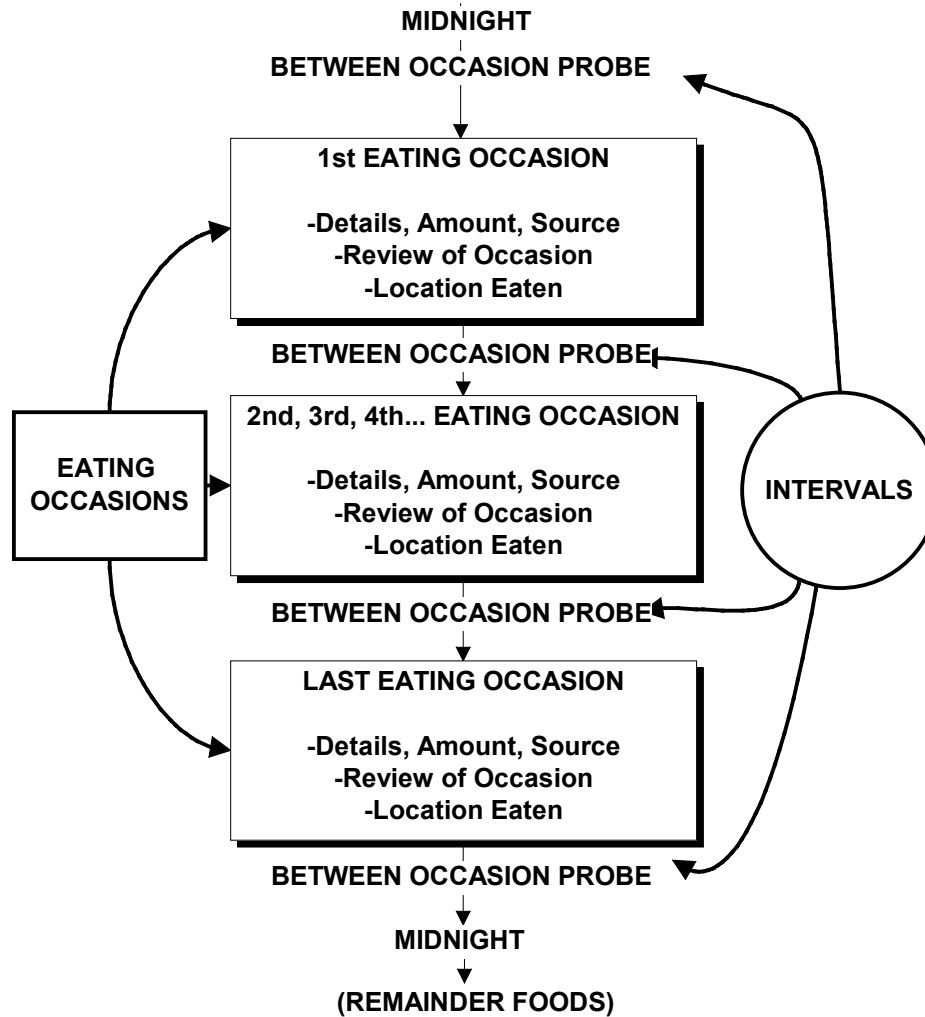 MIDNIGHT
BETWEEN OCCASION PROBE
1st EATING OCCASION
-Details, Amount, Source
-Review of Occasion
-Location Eaten
BETWEEN OCCASION PROBE
2nd, 3rd, 4th... EATING OCCASION
-Details, Amount, Source
-Review of Occasion
-Location Eaten
EATING
OCCASIONS
INTERVALS
BETWEEN OCCASION PROBE
LAST EATING OCCASION
-Details, Amount, Source
-Review of Occasion
-Location Eaten
BETWEEN OCCASION PROBE
MIDNIGHT
(REMAINDER FOODS)